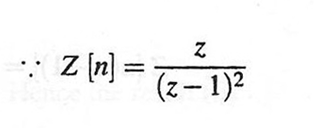 ∵ Z [n] = z / (z − 1)²